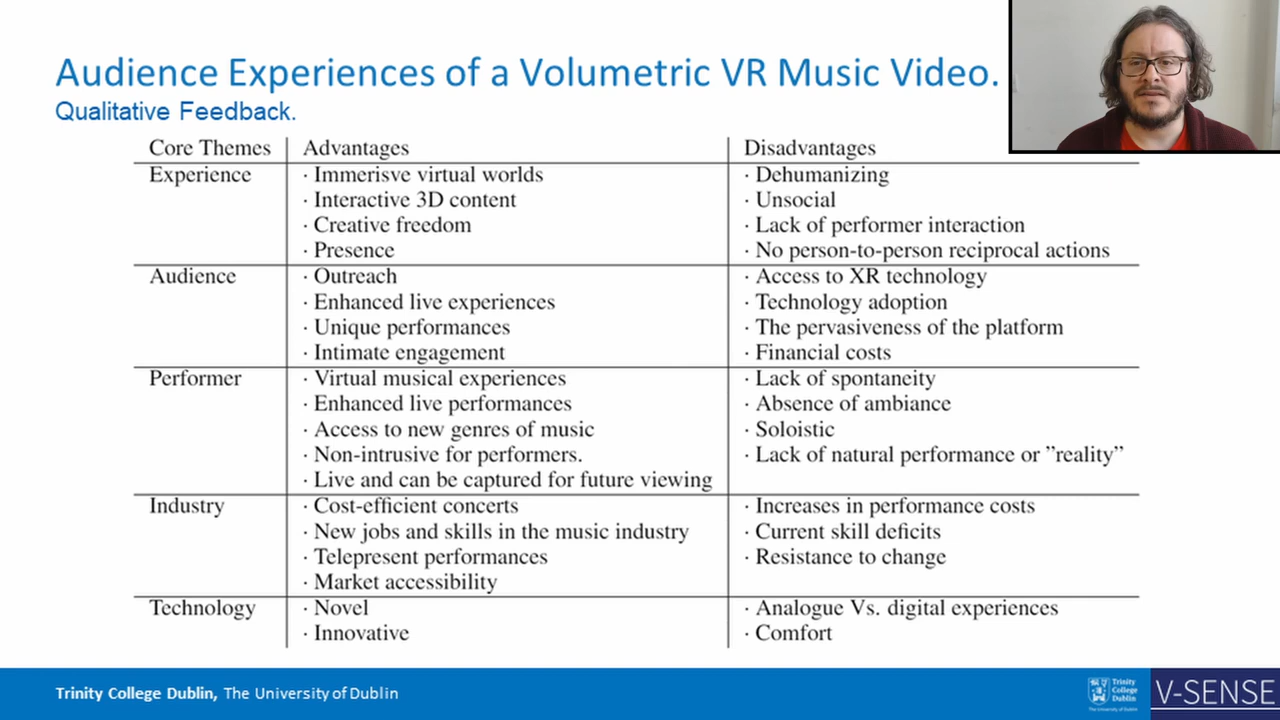 Audience Experiences of a Volumetric VR Music Video.
Qualitative Feedback.
Core Themes Advantages Disadvantages
Experience · Immerisve virtual worlds · Dehumanizing
· Interactive 3D content · Unsocial
· Creative freedom · Lack of performer interaction
· Presence · No person-to-person reciprocal actions
Audience · Outreach · Access to XR technology
· Enhanced live experiences · Technology adoption
· Unique performances · The pervasiveness of the platform
· Intimate engagement · Financial costs
Performer · Virtual musical experiences · Lack of spontaneity
· Enhanced live performances · Absence of ambiance
· Access to new genres of music · Soloistic
· Non-intrusive for performers. · Lack of natural performance or ”reality”
· Live and can be captured for future viewing
Industry · Cost-efficient concerts · Increases in performance costs
· New jobs and skills in the music industry · Current skill deficits
· Telepresent performances · Resistance to change
· Market accessibility
Technology · Novel · Analogue Vs. digital experiences
· Innovative · Comfort
Trinity College Dublin, The University of Dublin
Trinity
College
Dublin
The University of Dublin
V-SENSE